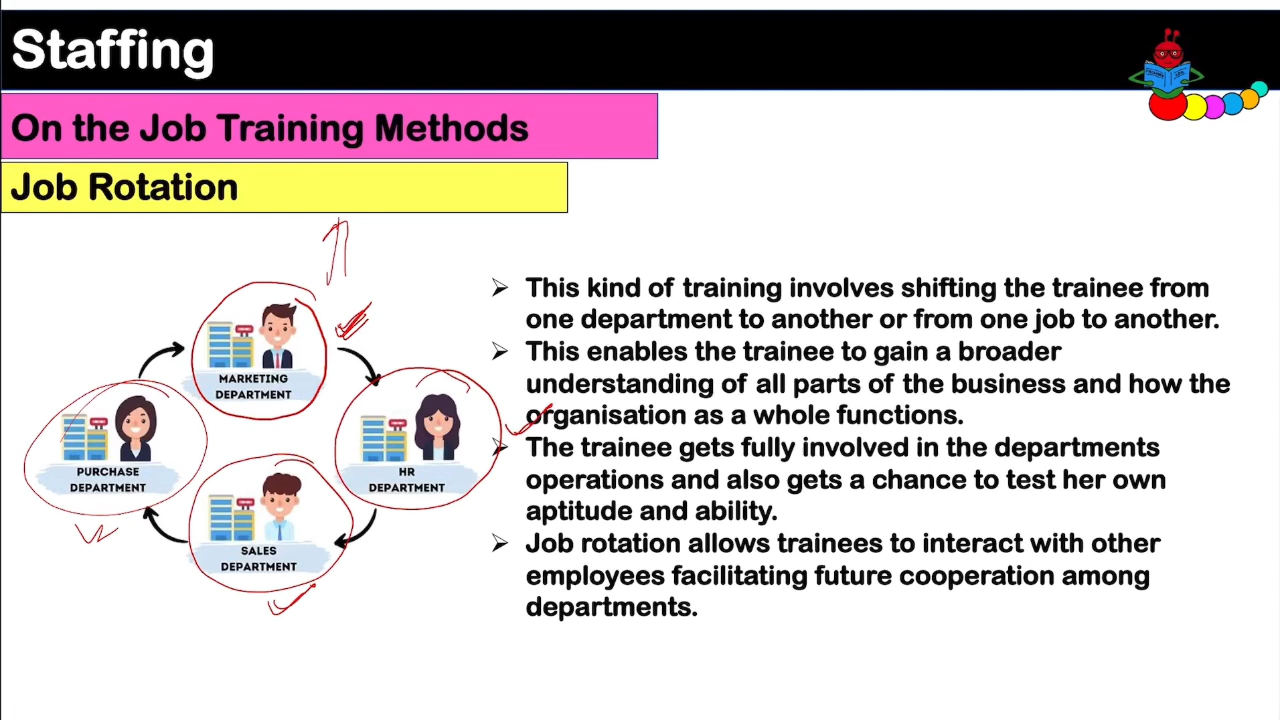 Staffing
On the Job Training Methods
Job Rotation
MARKETING
DEPARTMENT
HR
DEPARTMENT
SALES
DEPARTMENT
PURCHASE
DEPARTMENT
➢ This kind of training involves shifting the trainee from
one department to another or from one job to another.
➢ This enables the trainee to gain a broader
understanding of all parts of the business and how the
organisation as a whole functions.
➢ The trainee gets fully involved in the departments
operations and also gets a chance to test her own
aptitude and ability.
➢ Job rotation allows trainees to interact with other
employees facilitating future cooperation among
departments.